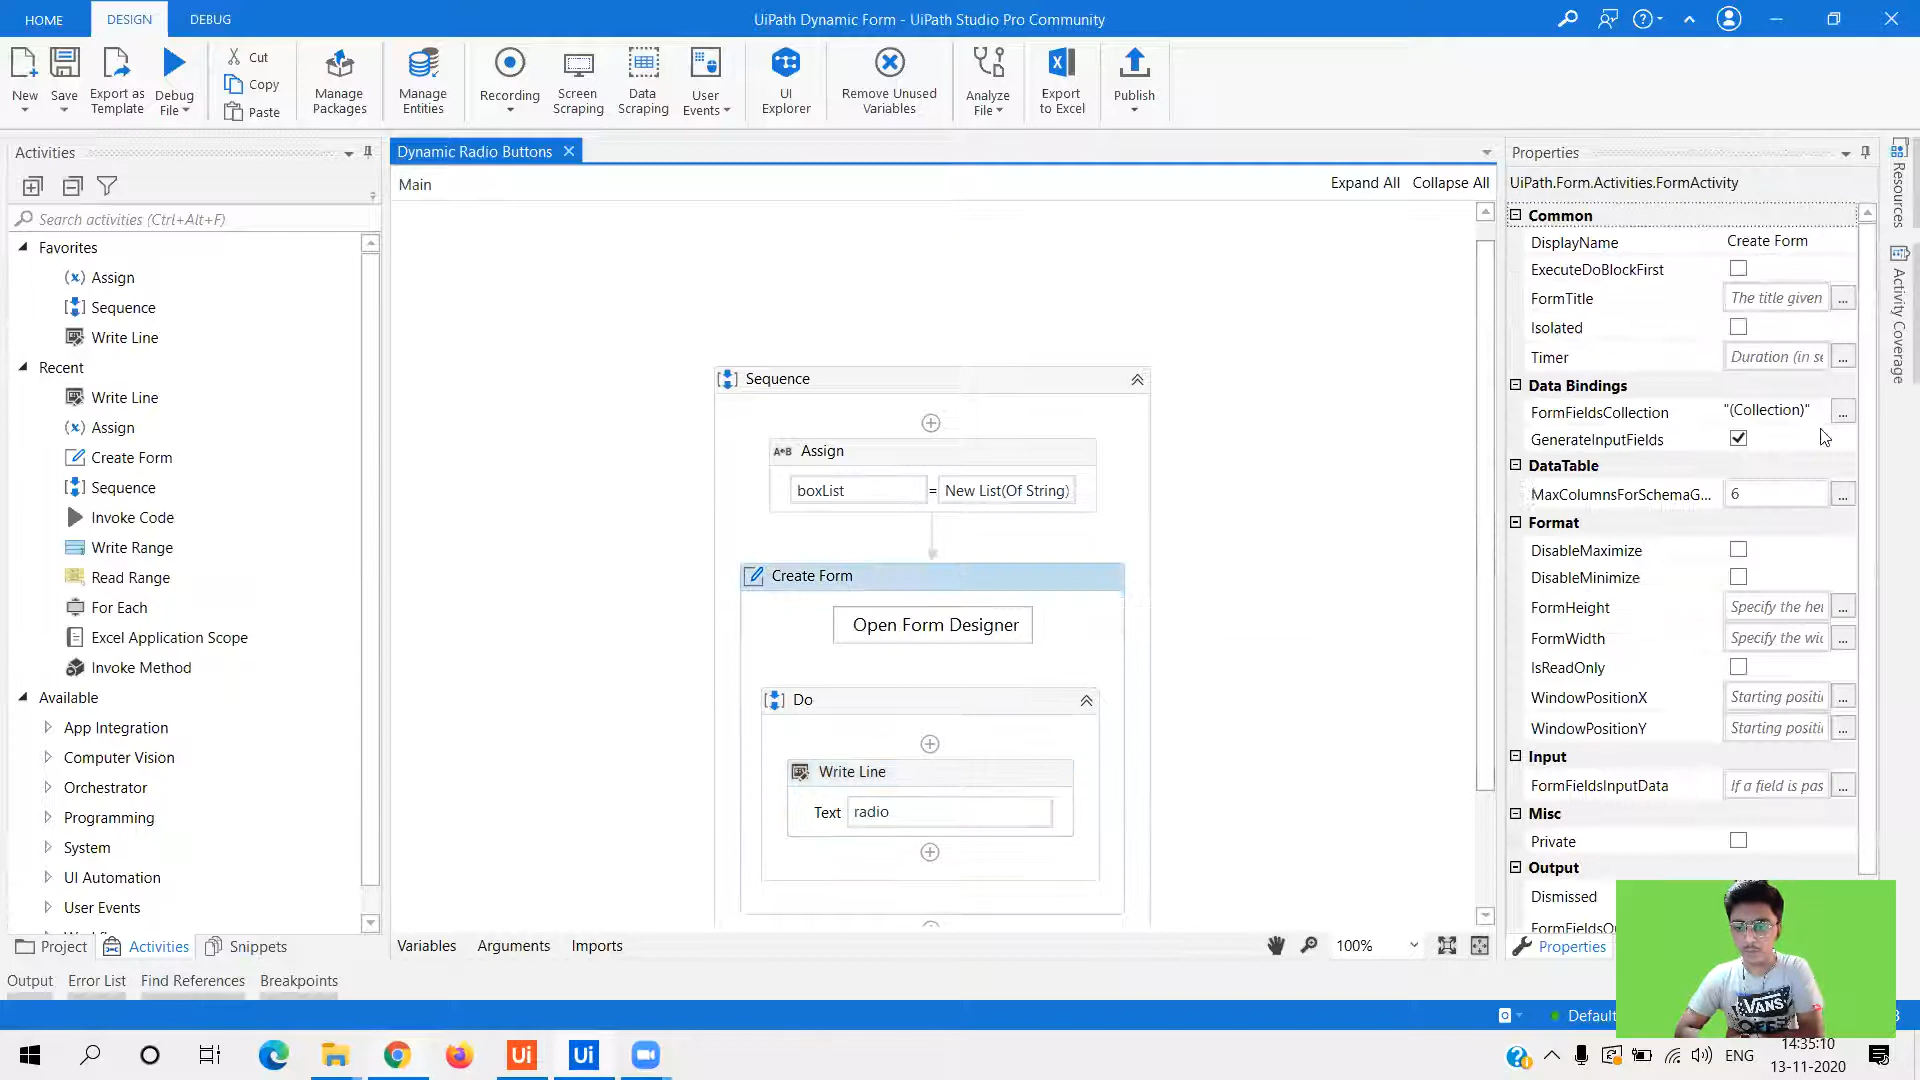 HOME
DESIGN
DEBUG
UiPath Dynamic Form - UiPath Studio Pro Community
New
Save
Export as Template
Debug File
Cut
Copy
Paste
Manage Packages
Manage Entities
Recording
Screen Scraping
Data Scraping
User Events
UI Explorer
Remove Unused Variables
Analyze File
Export to Excel
Publish
Activities
Search activities (Ctrl+Alt+F)
Favorites
Assign
Sequence
Write Line
Recent
Write Line
Assign
Create Form
Sequence
Invoke Code
Write Range
Read Range
For Each
Excel Application Scope
Invoke Method
Available
App Integration
Computer Vision
Orchestrator
Programming
System
UI Automation
User Events
Project
Activities
Snippets
Dynamic Radio Buttons
Main
Expand All
Collapse All
Sequence
A+B Assign
boxList = New List(Of String)
Create Form
Open Form Designer
Do
Write Line
Text radio
Variables
Arguments
Imports
100%
Properties
UiPath.Form.Activities.FormActivity
Common
DisplayName Create Form
ExecuteDoBlockFirst
FormTitle The title given ...
Isolated
Timer Duration (in se ...
Data Bindings
FormFieldsCollection "(Collection)" ...
GenerateInputFields
DataTable
MaxColumnsForSchemaG... 6 ...
Format
DisableMaximize
DisableMinimize
FormHeight Specify the hei ...
FormWidth Specify the wi ...
IsReadOnly
WindowPositionX Starting positi ...
WindowPositionY Starting positi ...
Input
FormFieldsInputData If a field is pas ...
Misc
Private
Output
Dismissed
FormFieldsO
Properties
Resources
Activity Coverage
Output
Error List
Find References
Breakpoints
Default
3
VANS
Ui
Ui
ENG
14:35:10
13-11-2020